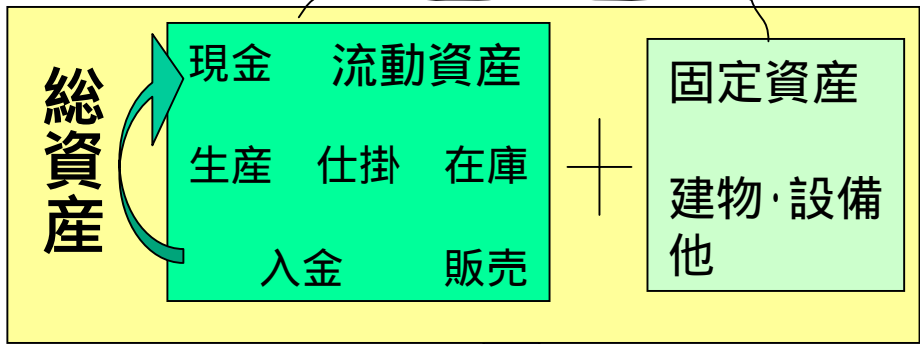 総資産
現金 流動資産
生産 仕掛 在庫
入金 販売
固定資産
建物・設備
他